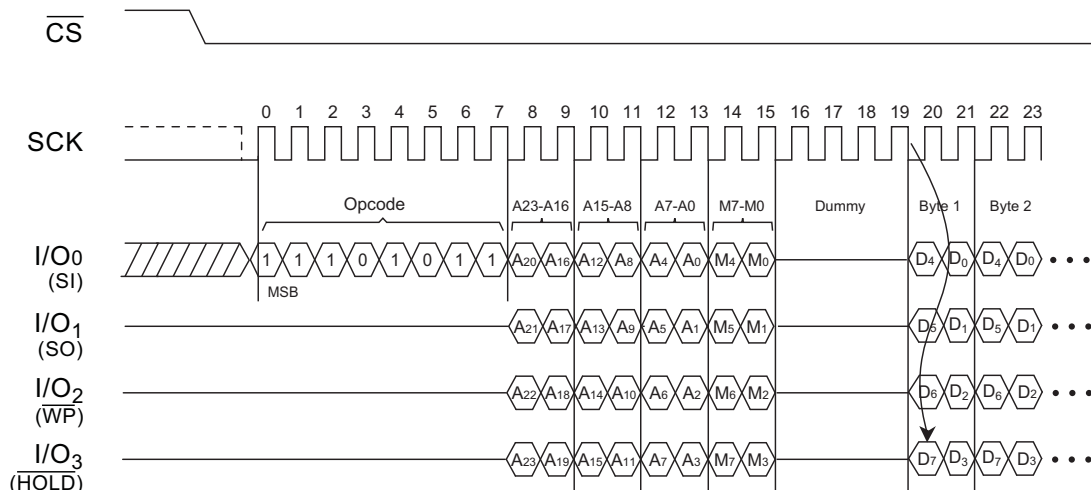 CS
0 1 2 3 4 5 6 7 8 9 10 11 12 13 14 15 16 17 18 19 20 21 22 23
SCK
Opcode A23-A16 A15-A8 A7-A0 M7-M0 Dummy Byte 1 Byte 2
I/O0 1 1 1 0 1 0 1 1 A20 A16 A12 A8 A4 A0 M4 M0 D4 D0 D4 D0 • • •
(SI)
MSB
I/O1 A21 A17 A13 A9 A5 A1 M5 M1 D5 D1 D5 D1 • • •
(SO)
I/O2 A22 A18 A14 A10 A6 A2 M6 M2 D6 D2 D6 D2 • • •
(WP)
I/O3 A23 A19 A15 A11 A7 A3 M7 M3 D7 D3 D7 D3 • • •
(HOLD)